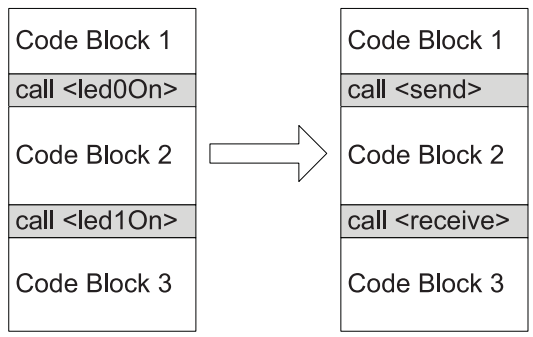 Code Block 1
call <led0On>
Code Block 2
call <led1On>
Code Block 3
Code Block 1
call <send>
Code Block 2
call <receive>
Code Block 3